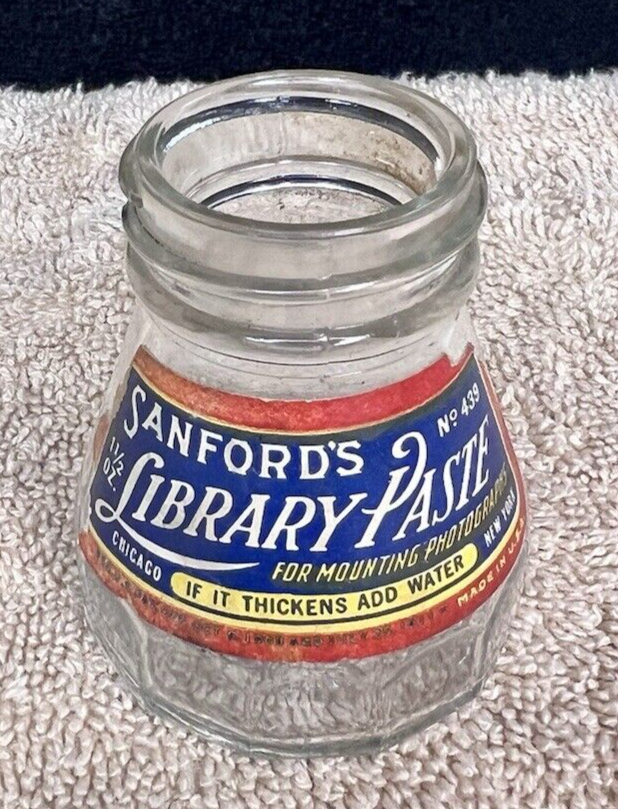 SANFORD'S
Nº 439
1 1/2 OZ.
LIBRARY PASTE
FOR MOUNTING PHOTOGRAPHS
CHICAGO
NEW YORK
IF IT THICKENS ADD WATER
MADE IN U.S.